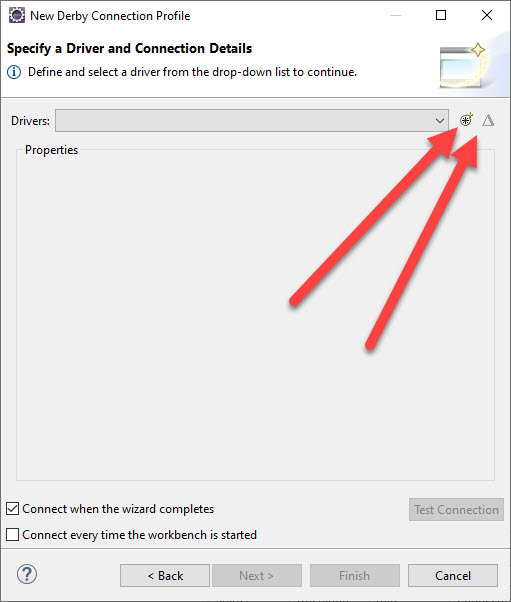 New Derby Connection Profile
Specify a Driver and Connection Details
Define and select a driver from the drop-down list to continue.
Drivers:
Properties
Connect when the wizard completes
Test Connection
Connect every time the workbench is started
< Back
Next >
Finish
Cancel